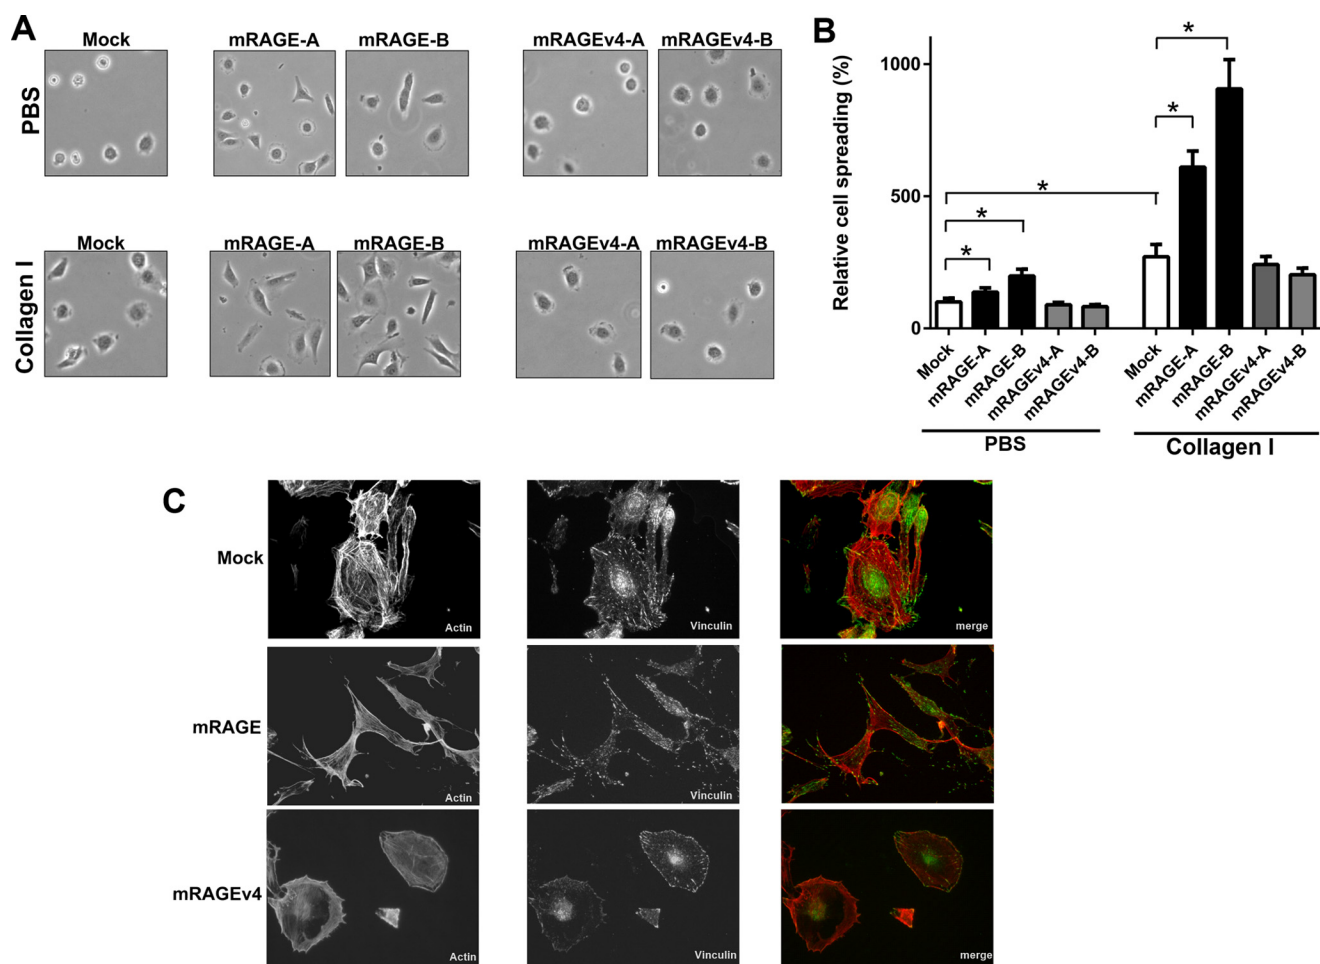 A
Mock
mRAGE-A
mRAGE-B
mRAGEv4-A
mRAGEv4-B
PBS
Mock
mRAGE-A
mRAGE-B
mRAGEv4-A
mRAGEv4-B
Collagen I
B
Relative cell spreading (%)
1000
500
0
* * * * *
Mock
mRAGE-A
mRAGE-B
mRAGEv4-A
mRAGEv4-B
Mock
mRAGE-A
mRAGE-B
mRAGEv4-A
mRAGEv4-B
PBS
Collagen I
C
Mock
Actin
Vinculin
merge
mRAGE
Actin
Vinculin
merge
mRAGEv4
Actin
Vinculin
merge